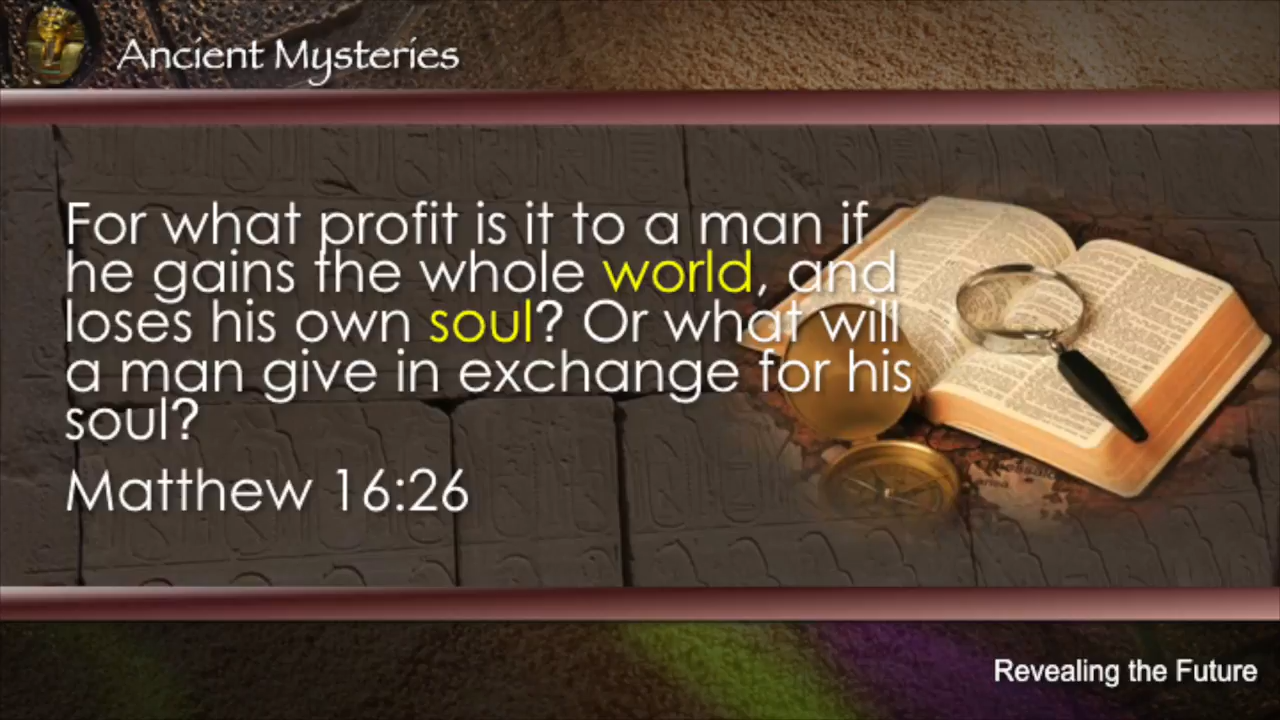 Ancient Mysteries
For what profit is it to a man if
he gains the whole world, and
loses his own soul? Or what will
a man give in exchange for his
soul?
Matthew 16:26
Revealing the Future